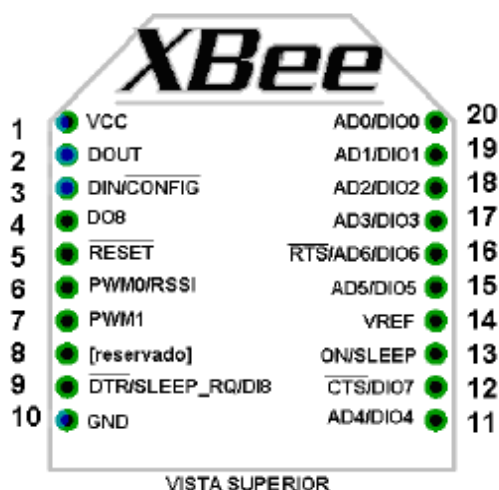 XBee
1 VCC AD0/DIO0 20
2 DOUT AD1/DIO1 19
3 DIN/CONFIG AD2/DIO2 18
4 DO8 AD3/DIO3 17
5 RESET RTS/AD6/DIO6 16
6 PWM0/RSSI AD5/DIO5 15
7 PWM1 VREF 14
8 [reservado] ON/SLEEP 13
9 DTR/SLEEP_RQ/DI8 CTS/DIO7 12
10 GND AD4/DIO4 11
VISTA SUPERIOR